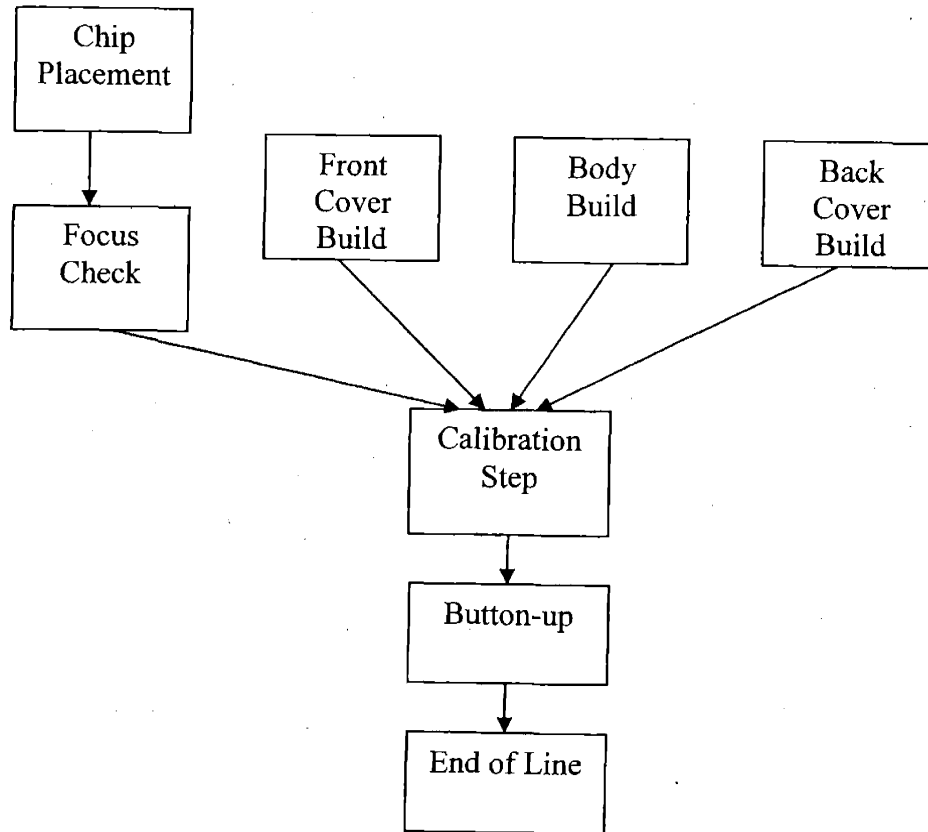 Chip
Placement
Focus
Check
Front
Cover
Build
Body
Build
Back
Cover
Build
Calibration
Step
Button-up
End of Line